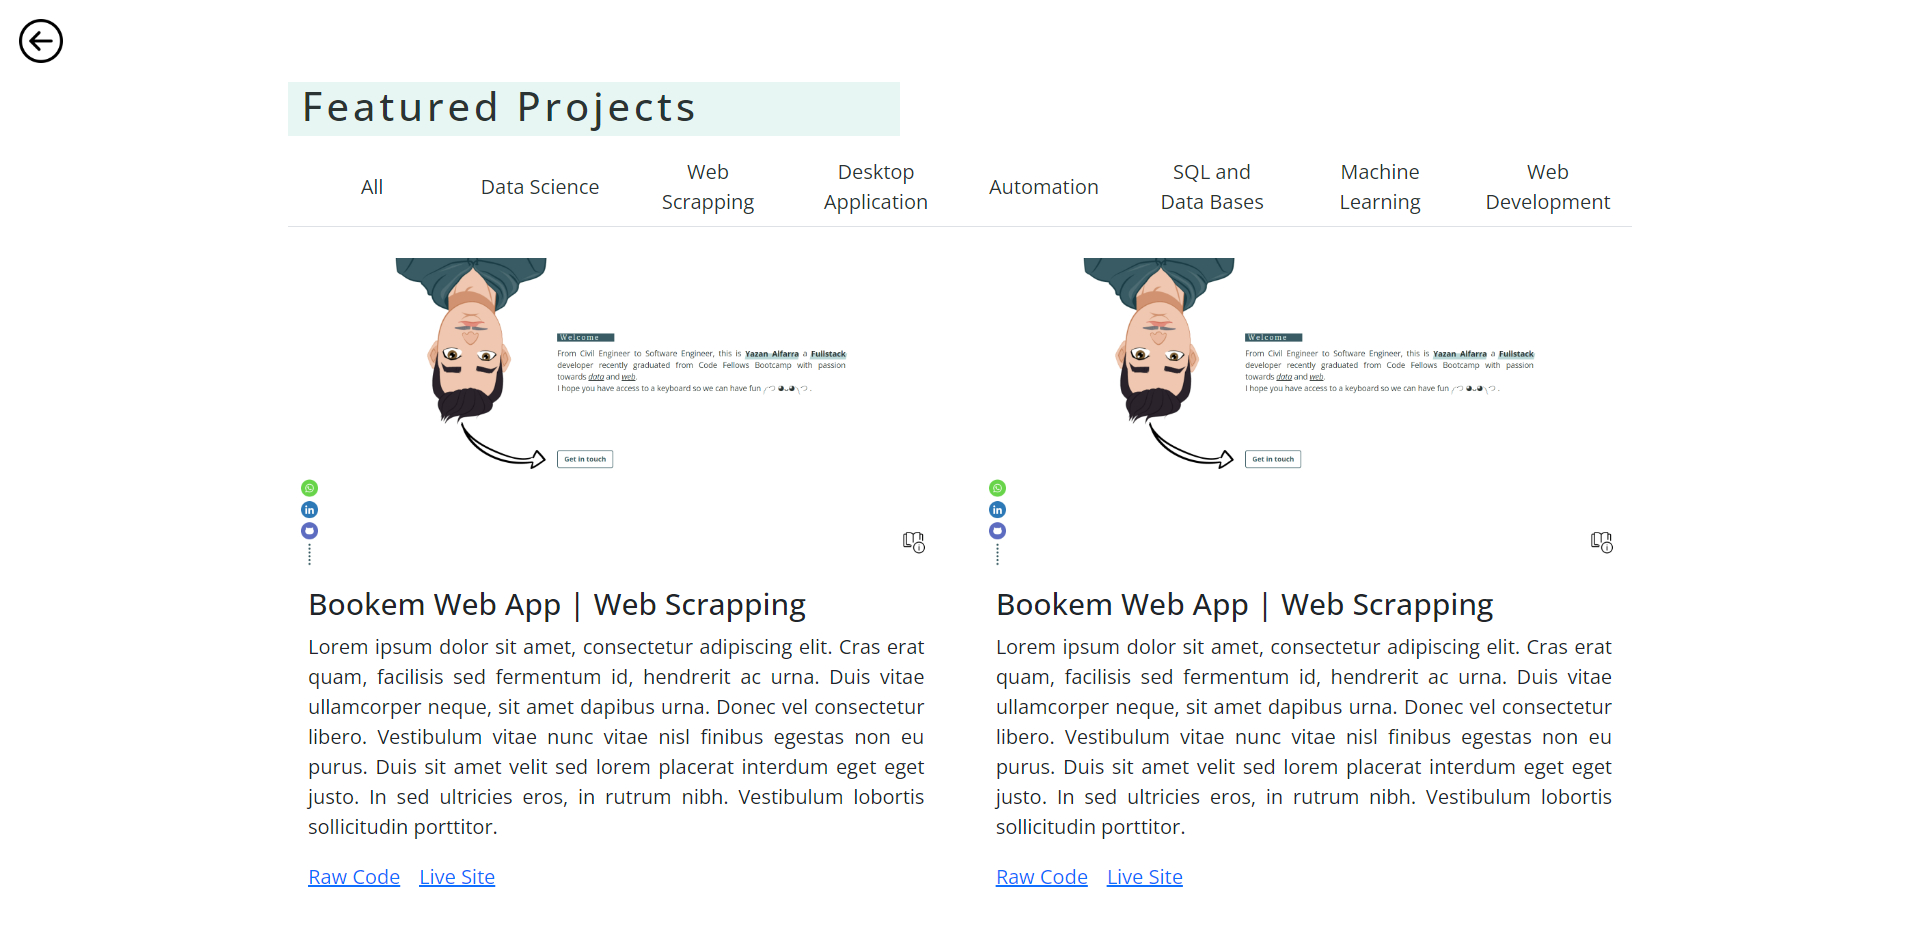 Featured Projects
All
Data Science
Web
Scrapping
Desktop
Application
Automation
SQL and
Data Bases
Machine
Learning
Web
Development
Welcome
From Civil Engineer to Software Engineer, this is Yazan Alfarra a Fullstack
developer recently graduated from Code Fellows Bootcamp with passion
towards data and web.
I hope you have access to a keyboard so we can have fun
Get in touch
in
Bookem Web App | Web Scrapping
Lorem ipsum dolor sit amet, consectetur adipiscing elit. Cras erat
quam, facilisis sed fermentum id, hendrerit ac urna. Duis vitae
ullamcorper neque, sit amet dapibus urna. Donec vel consectetur
libero. Vestibulum vitae nunc vitae nisl finibus egestas non eu
purus. Duis sit amet velit sed lorem placerat interdum eget eget
justo. In sed ultricies eros, in rutrum nibh. Vestibulum lobortis
sollicitudin porttitor.
Raw Code Live Site
Welcome
From Civil Engineer to Software Engineer, this is Yazan Alfarra a Fullstack
developer recently graduated from Code Fellows Bootcamp with passion
towards data and web.
I hope you have access to a keyboard so we can have fun
Get in touch
in
Bookem Web App | Web Scrapping
Lorem ipsum dolor sit amet, consectetur adipiscing elit. Cras erat
quam, facilisis sed fermentum id, hendrerit ac urna. Duis vitae
ullamcorper neque, sit amet dapibus urna. Donec vel consectetur
libero. Vestibulum vitae nunc vitae nisl finibus egestas non eu
purus. Duis sit amet velit sed lorem placerat interdum eget eget
justo. In sed ultricies eros, in rutrum nibh. Vestibulum lobortis
sollicitudin porttitor.
Raw Code Live Site